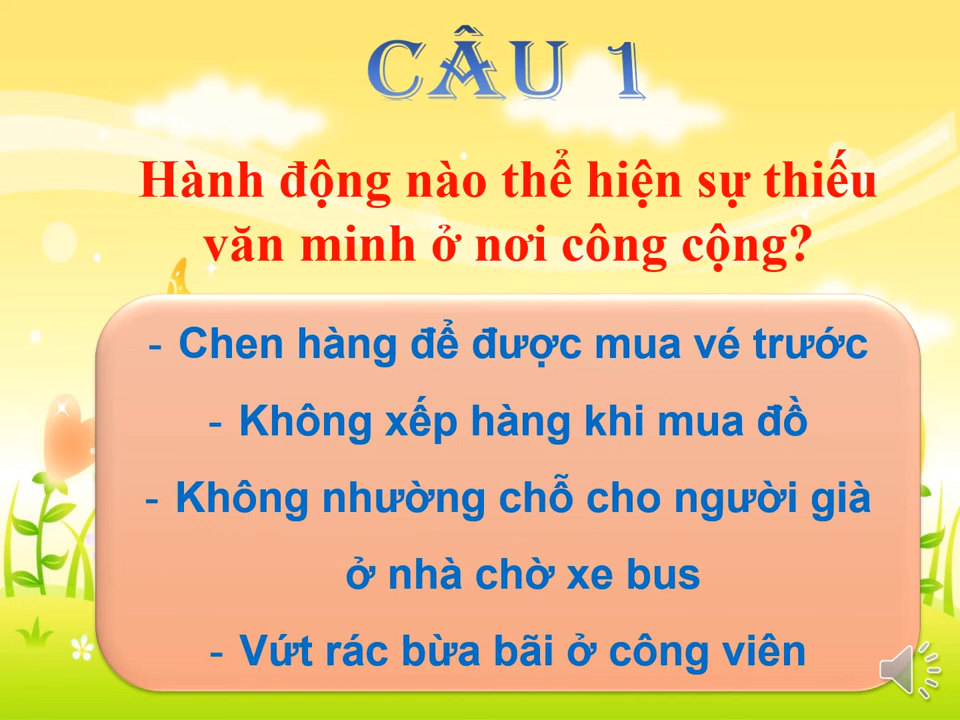 CÂU 1
Hành động nào thể hiện sự thiếu
văn minh ở nơi công cộng?
- Chen hàng để được mua vé trước
- Không xếp hàng khi mua đồ
- Không nhường chỗ cho người già
ở nhà chờ xe bus
- Vứt rác bừa bãi ở công viên